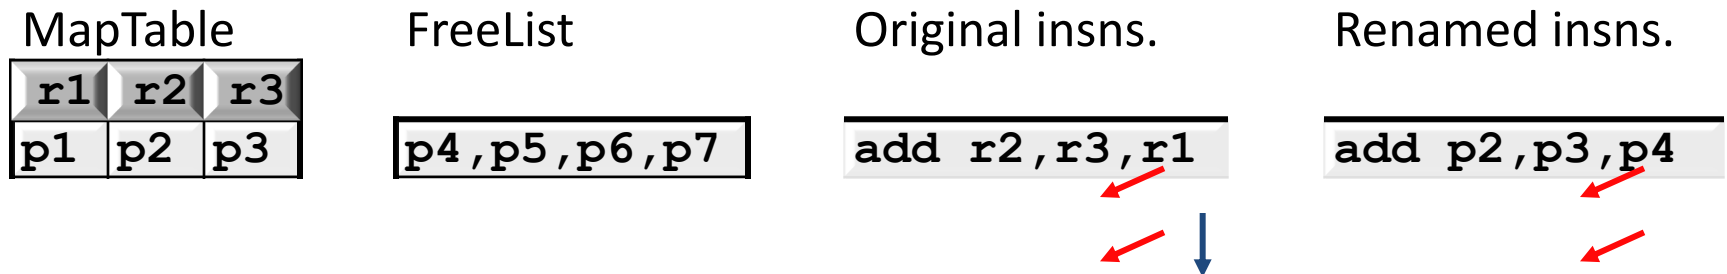 MapTable FreeList Original insns. Renamed insns.
r1 r2 r3
p1 p2 p3 p4,p5,p6,p7 add r2,r3,r1 add p2,p3,p4